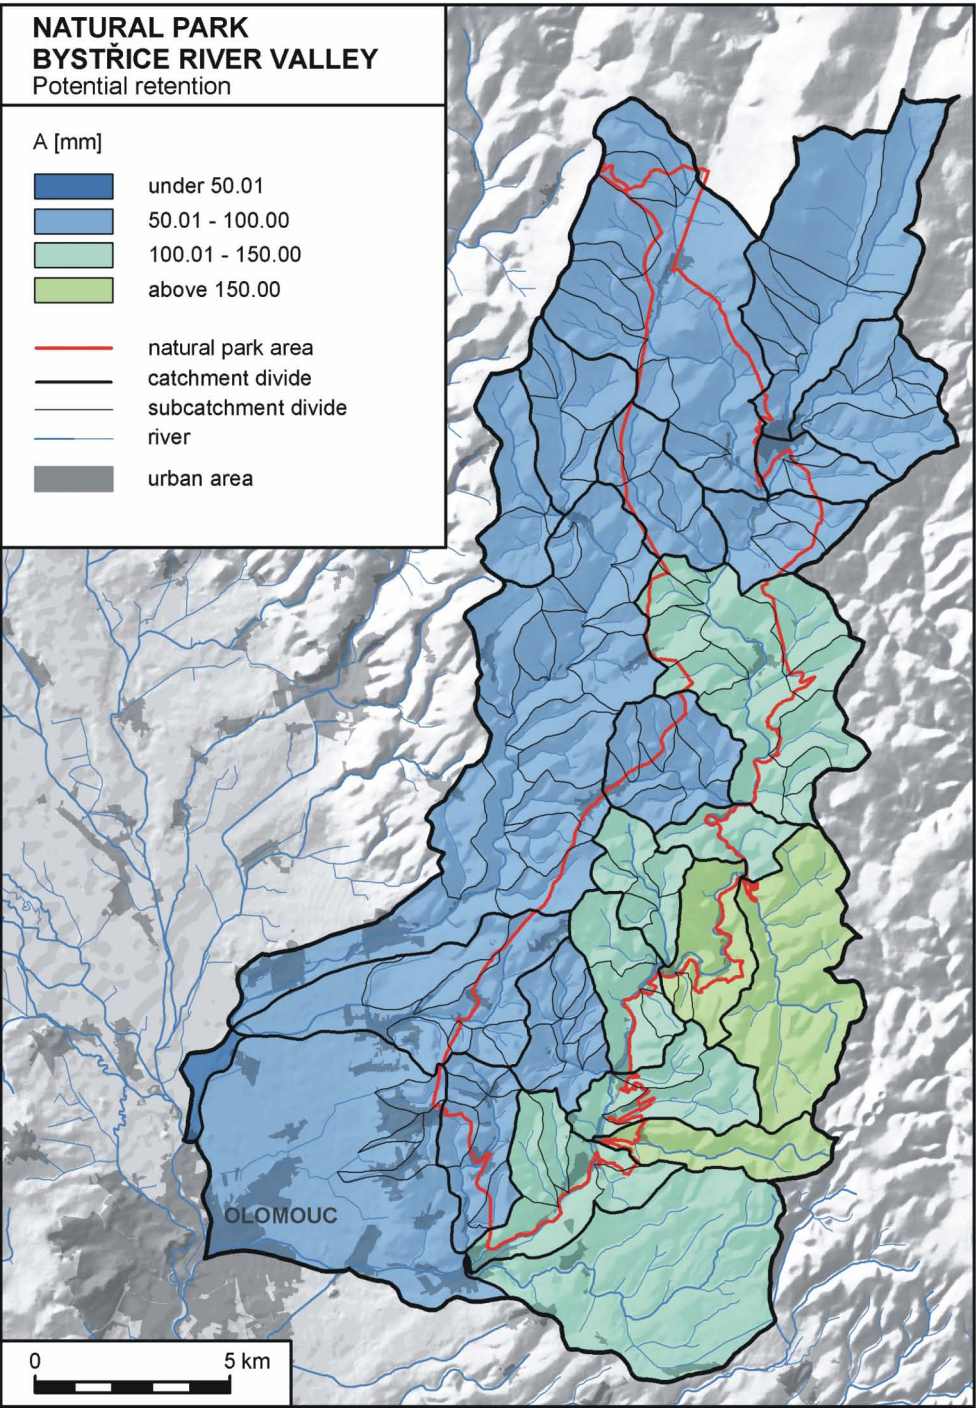 NATURAL PARK
BYSTŘICE RIVER VALLEY
Potential retention
A [mm]
under 50.01
50.01 - 100.00
100.01 - 150.00
above 150.00
natural park area
catchment divide
subcatchment divide
river
urban area
OLOMOUC
0 5 km